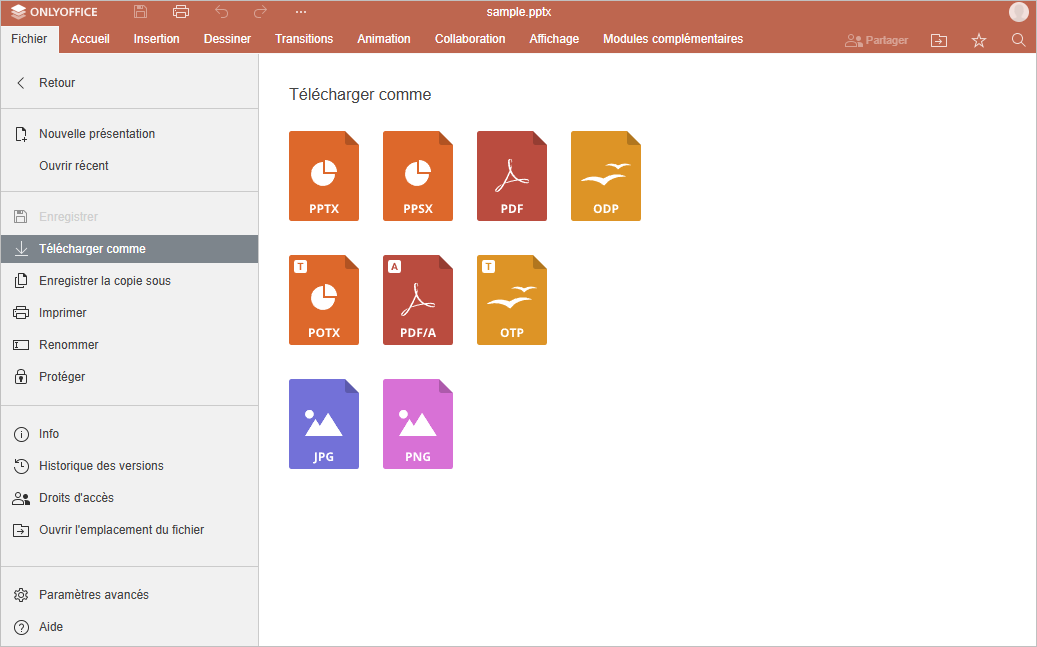 ONLYOFFICE
sample.pptx
Fichier Accueil Insertion Dessiner Transitions Animation Collaboration Affichage Modules complémentaires Partager
Retour
Nouvelle présentation
Ouvrir récent
Enregistrer
Télécharger comme
Enregistrer la copie sous
Imprimer
Renommer
Protéger
Info
Historique des versions
Droits d'accès
Ouvrir l'emplacement du fichier
Paramètres avancés
Aide
Télécharger comme
PPTX PPSX PDF ODP
T A T
POTX PDF/A OTP
JPG PNG